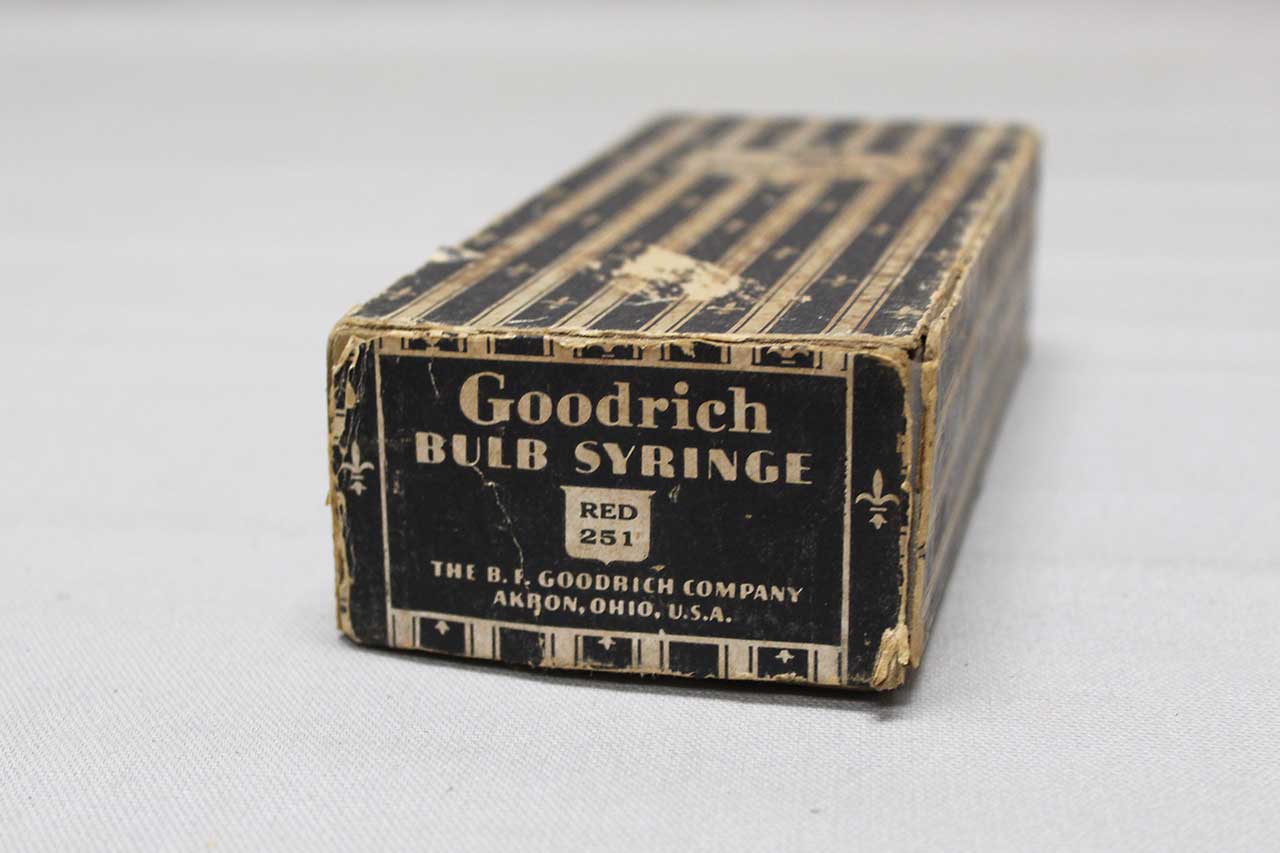 Goodrich
BULB SYRINGE
RED
251
THE B. F. GOODRICH COMPANY
AKRON, OHIO, U.S.A.